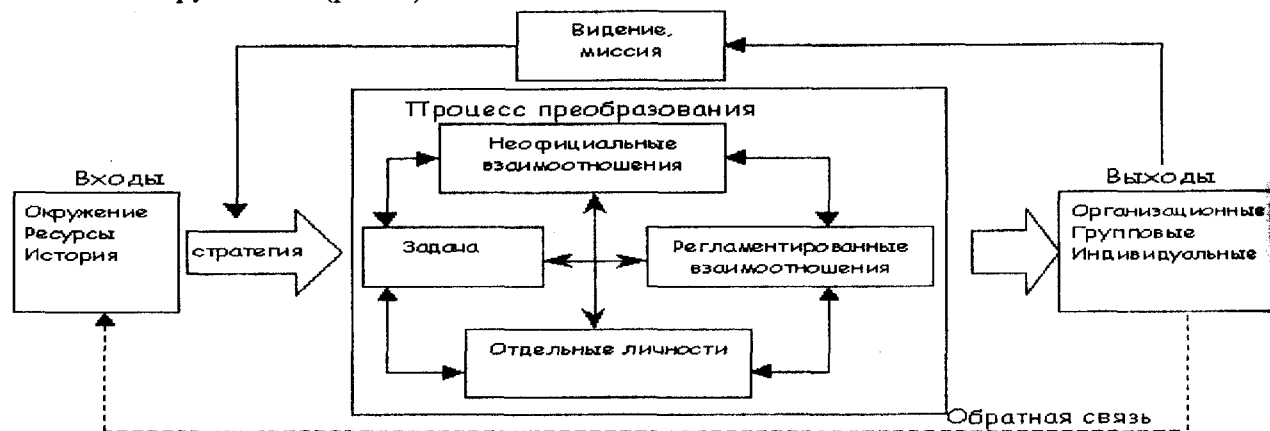 Видение,
миссия
Процесс преобразования
Неофициальные
взаимоотношения
Входы
Выходы
Окружение
Ресурсы
История
стратегия
Задача
Регламентированные
взаимоотношения
Организационные
Групповые
Индивидуальные
Отдельные личности
Обратная связь